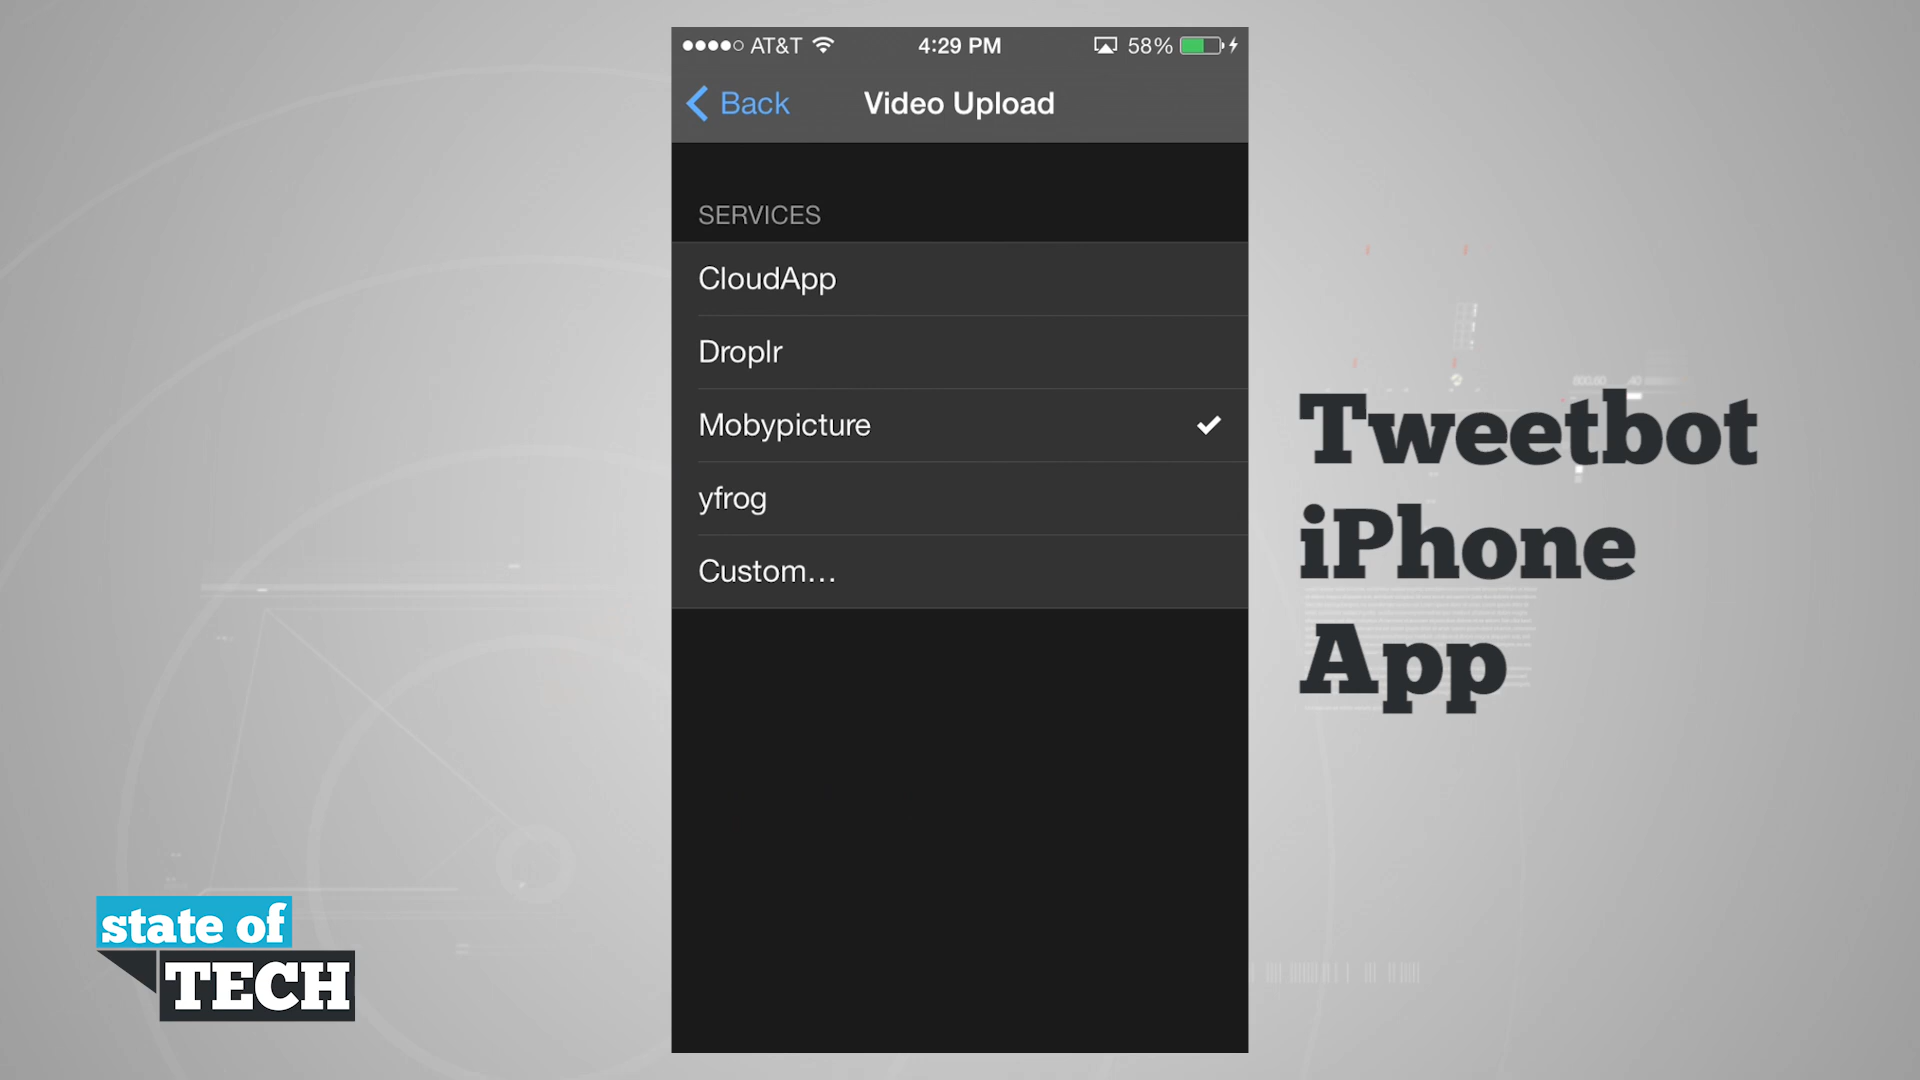 AT&T 4:29 PM 58%
Back Video Upload
SERVICES
CloudApp
Droplr
Mobypicture
yfrog
Custom...
Tweetbot
iPhone
App
state of
TECH